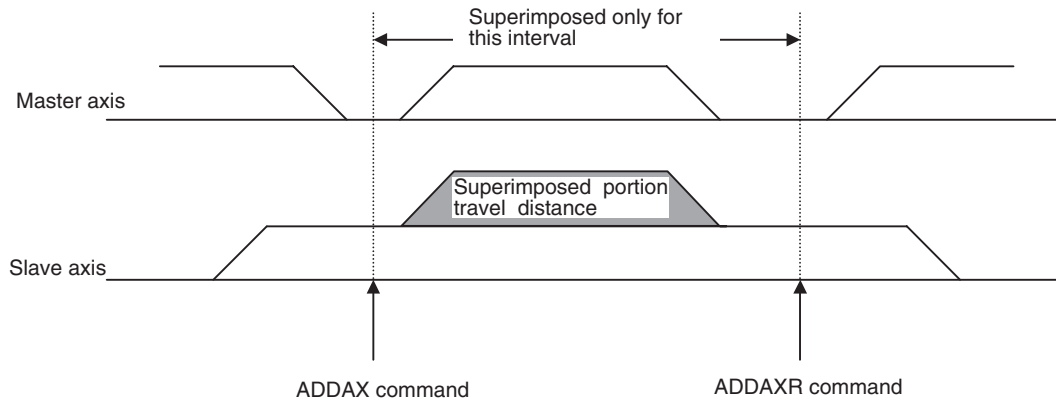 Superimposed only for
this interval
Master axis
Superimposed portion
travel distance
Slave axis
ADDAX command
ADDAXR command